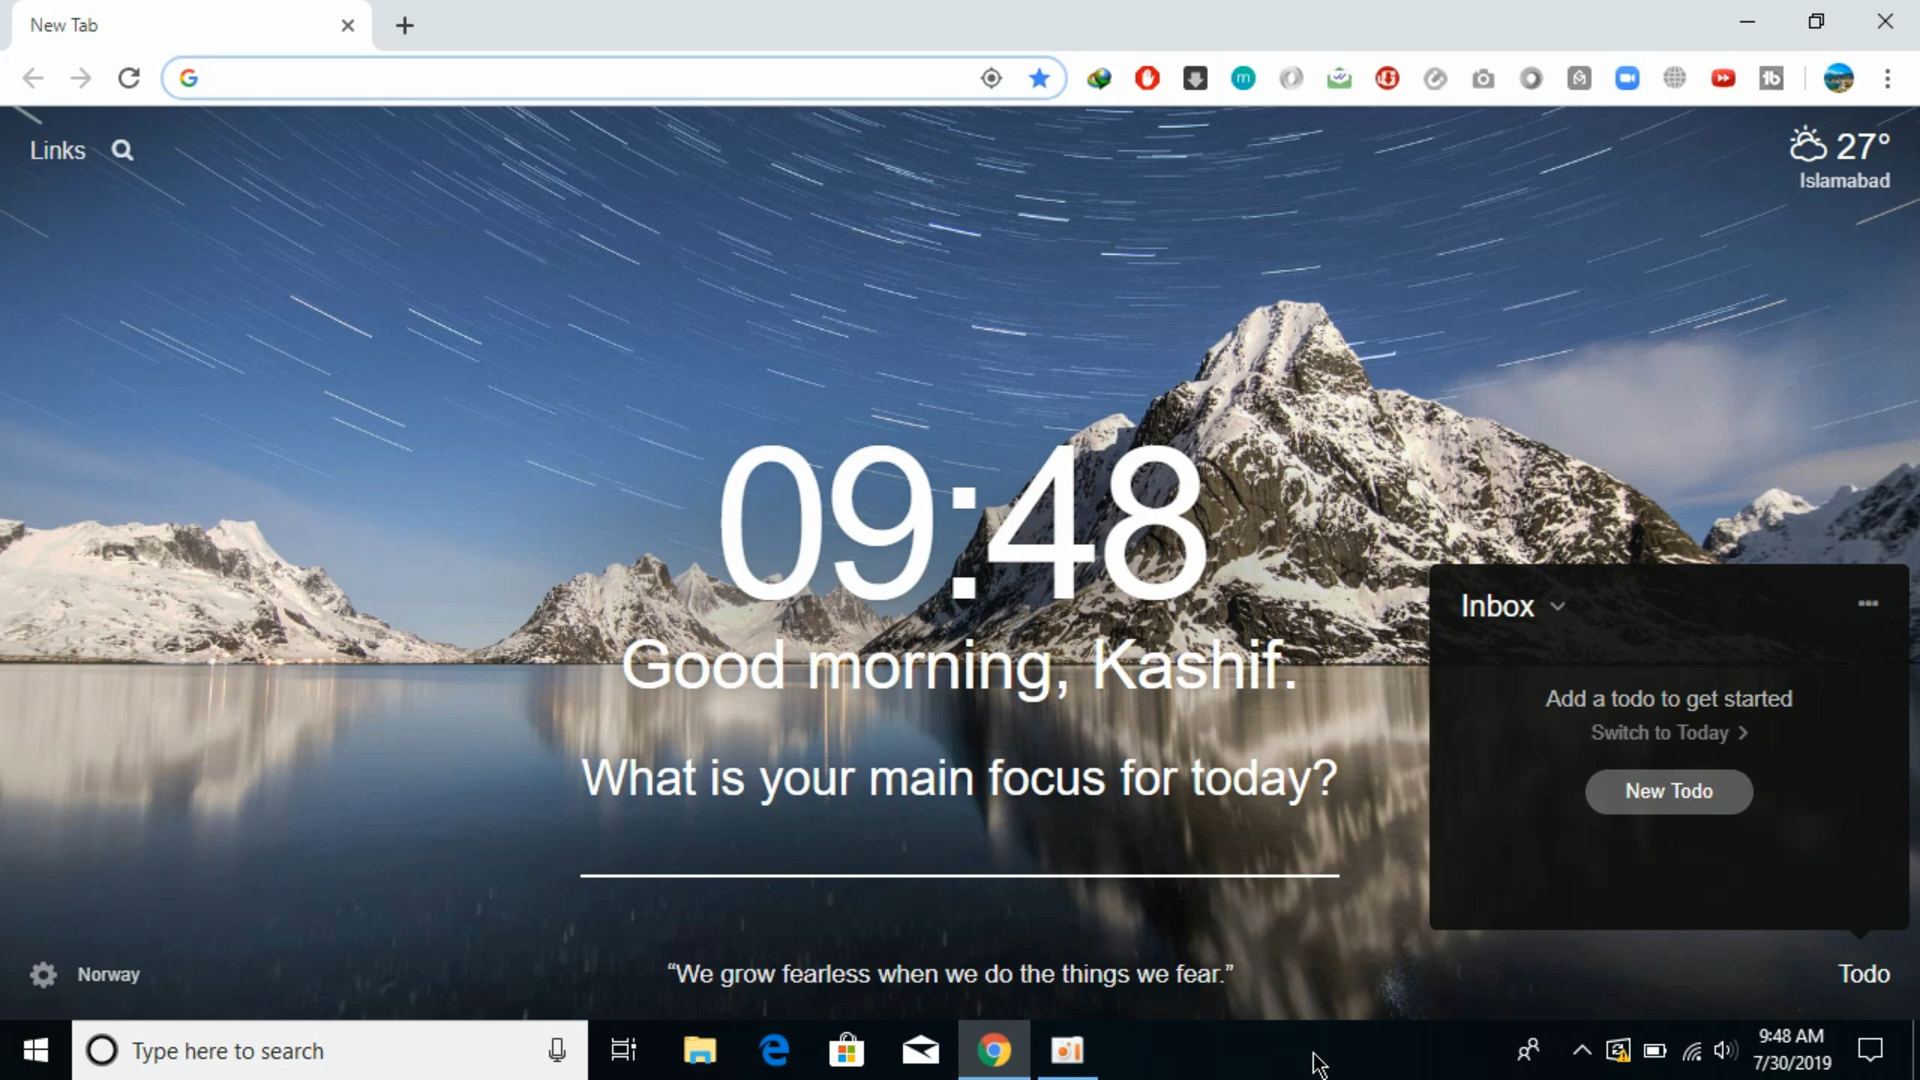 New Tab
Links
27°
Islamabad
09:48
Good morning, Kashif.
What is your main focus for today?
Inbox
Add a todo to get started
Switch to Today
New Todo
Norway
“We grow fearless when we do the things we fear.”
Todo
Type here to search
9:48 AM
7/30/2019